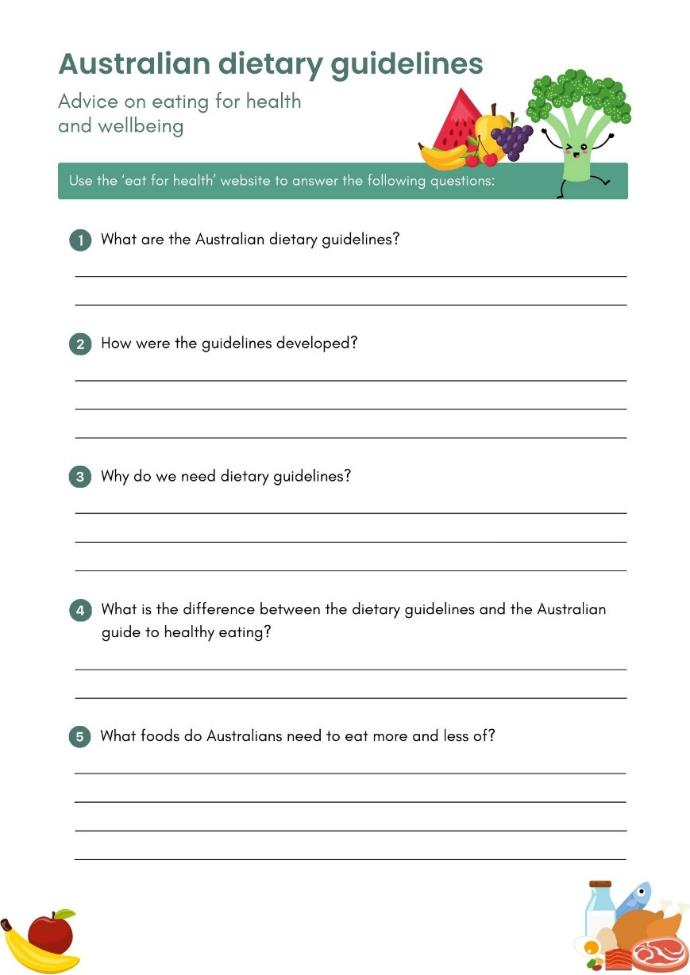 Australian dietary guidelines
Advice on eating for health
and wellbeing
Use the 'eat for health' website to answer the following questions:
1 What are the Australian dietary guidelines?
2 How were the guidelines developed?
3 Why do we need dietary guidelines?
4 What is the difference between the dietary guidelines and the Australian
guide to healthy eating?
5 What foods do Australians need to eat more and less of?